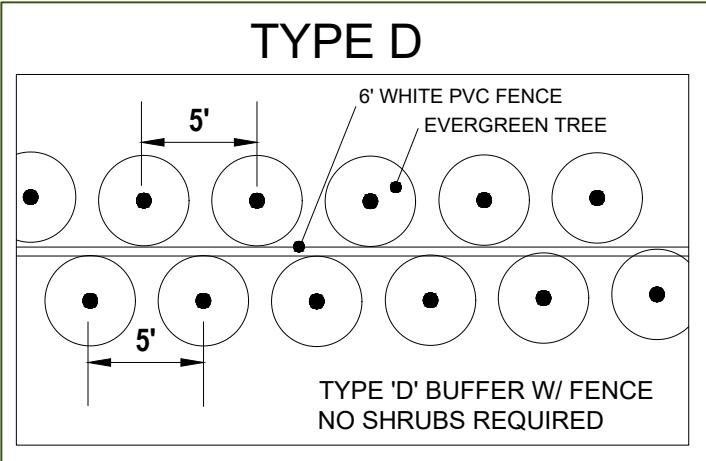 TYPE D
6' WHITE PVC FENCE
5'
EVERGREEN TREE
5'
TYPE 'D' BUFFER W/ FENCE
NO SHRUBS REQUIRED